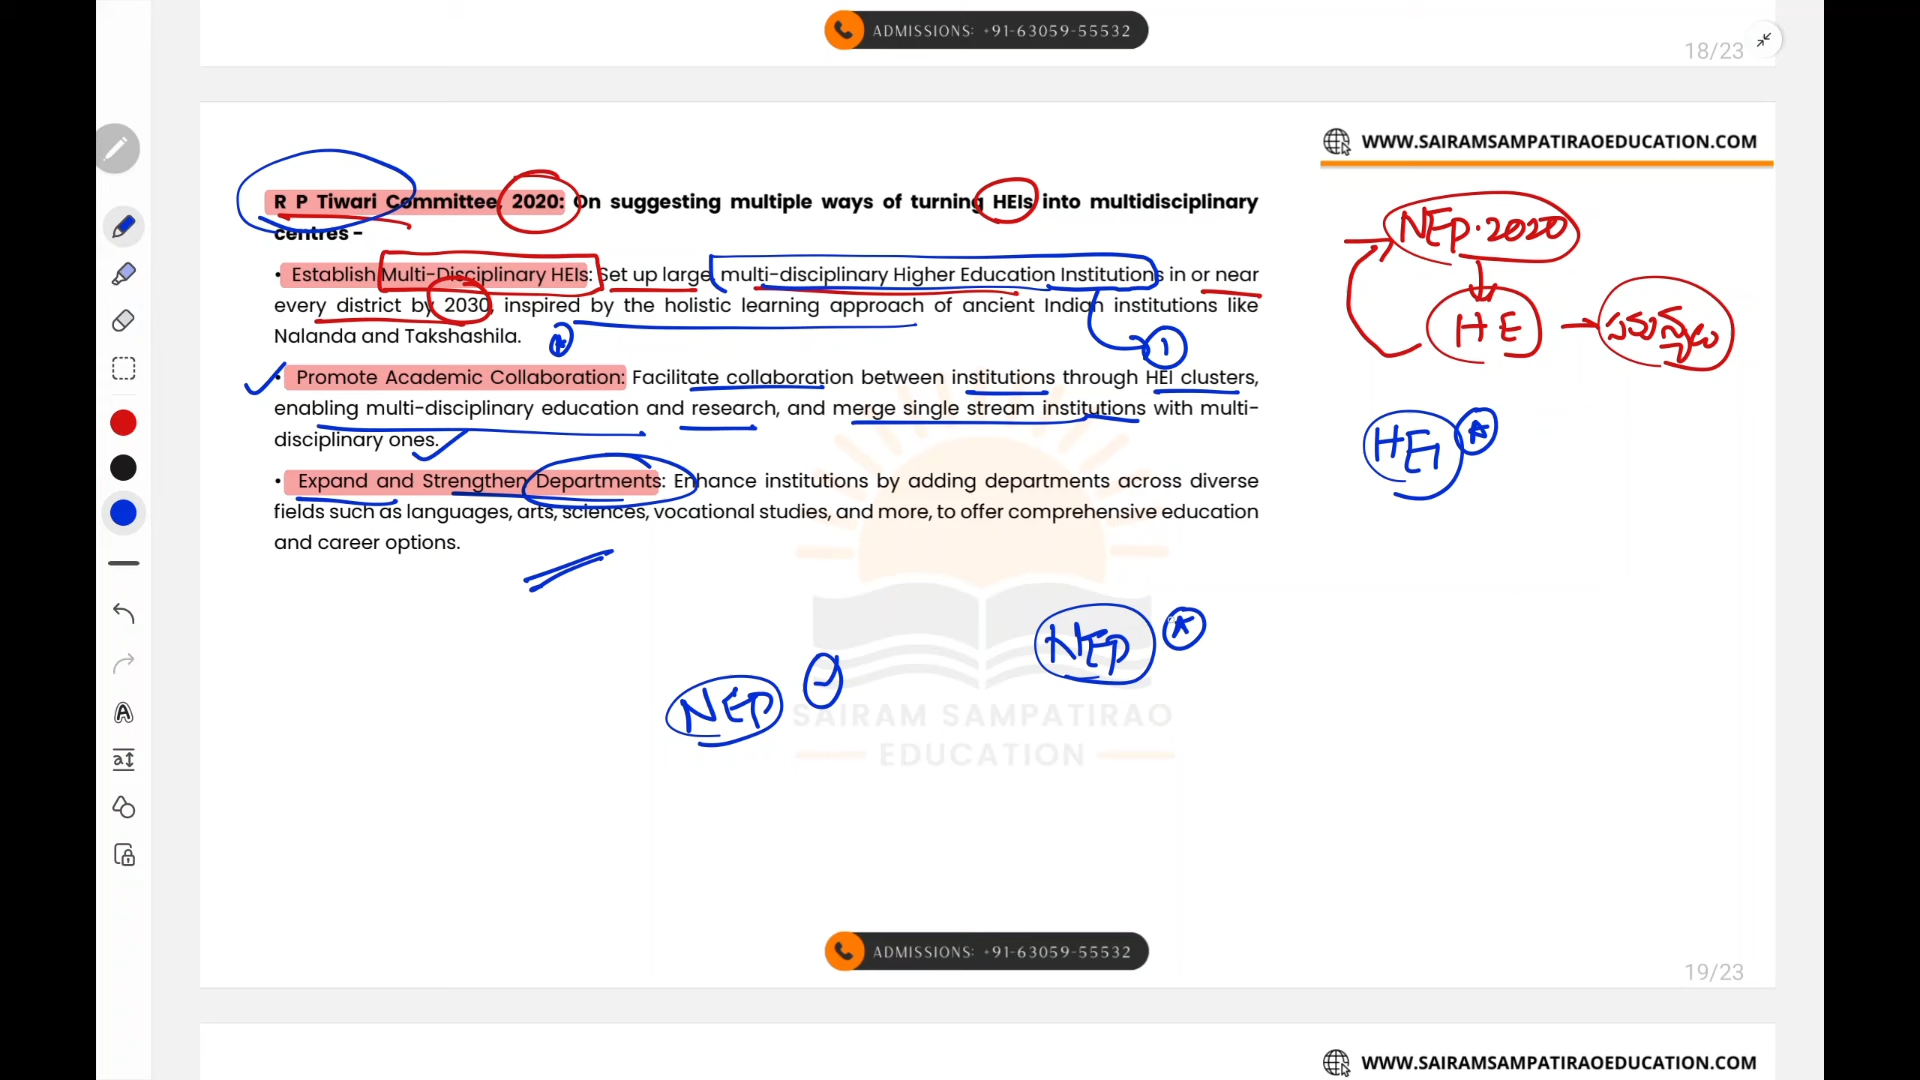 ADMISSIONS: +91-63059-55532
18/23
WWW.SAIRAMSAMPATIRAOEDUCATION.COM
R P Tiwari Committee, 2020: On suggesting multiple ways of turning HEIs into multidisciplinary
centres -
• Establish Multi-Disciplinary HEIs: Set up large multi-disciplinary Higher Education Institutions in or near
every district by 2030, inspired by the holistic learning approach of ancient Indian institutions like
Nalanda and Takshashila.
1
• Promote Academic Collaboration: Facilitate collaboration between institutions through HEI clusters,
enabling multi-disciplinary education and research, and merge single stream institutions with multi-
disciplinary ones.
• Expand and Strengthen Departments: Enhance institutions by adding departments across diverse
fields such as languages, arts, sciences, vocational studies, and more, to offer comprehensive education
and career options.
NEP.2020
HE
HEI
NEP
NEP
SAIRAM SAMPATIRAO
EDUCATION
ADMISSIONS: +91-63059-55532
19/23
WWW.SAIRAMSAMPATIRAOEDUCATION.COM